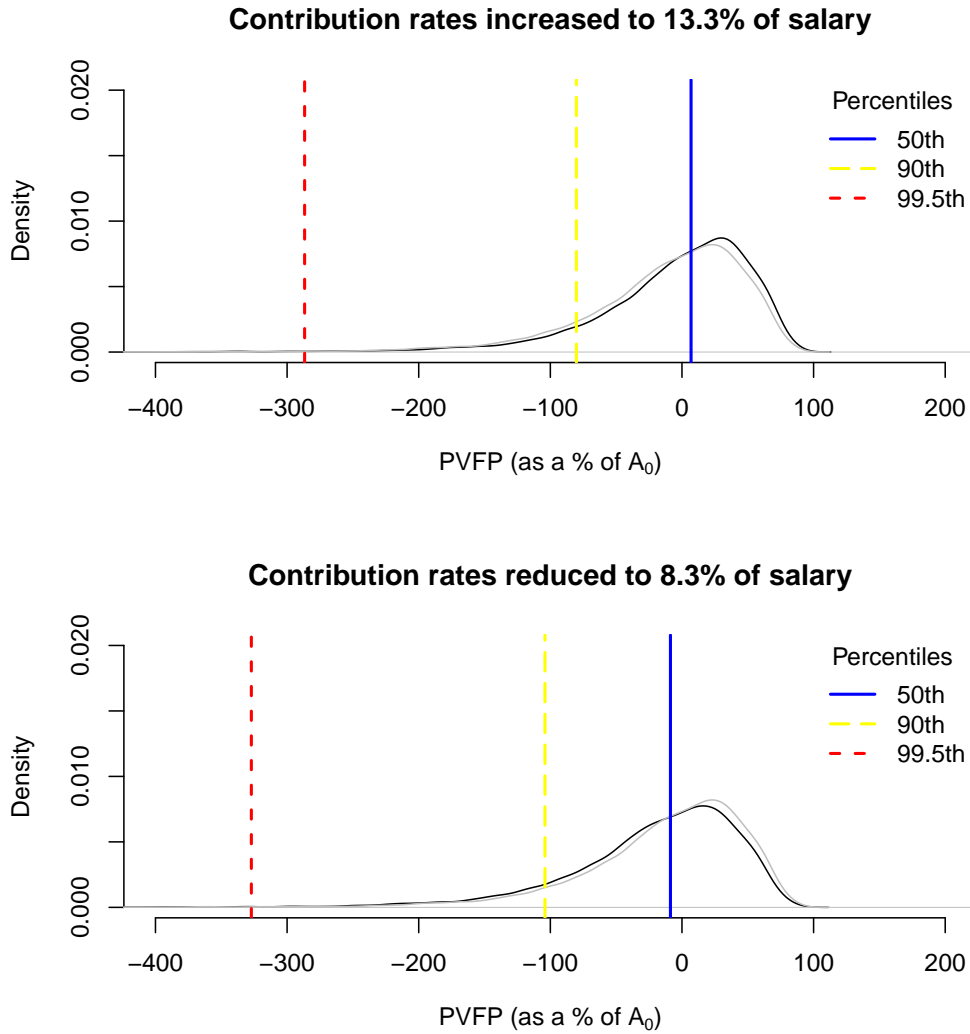 Contribution rates increased to 13.3% of salary
0.020
0.010
0.000
Density
Percentiles
50th
90th
99.5th
−400 −300 −200 −100 0 100 200
PVFP (as a % of A₀)
Contribution rates reduced to 8.3% of salary
0.020
0.010
0.000
Density
Percentiles
50th
90th
99.5th
−400 −300 −200 −100 0 100 200
PVFP (as a % of A₀)